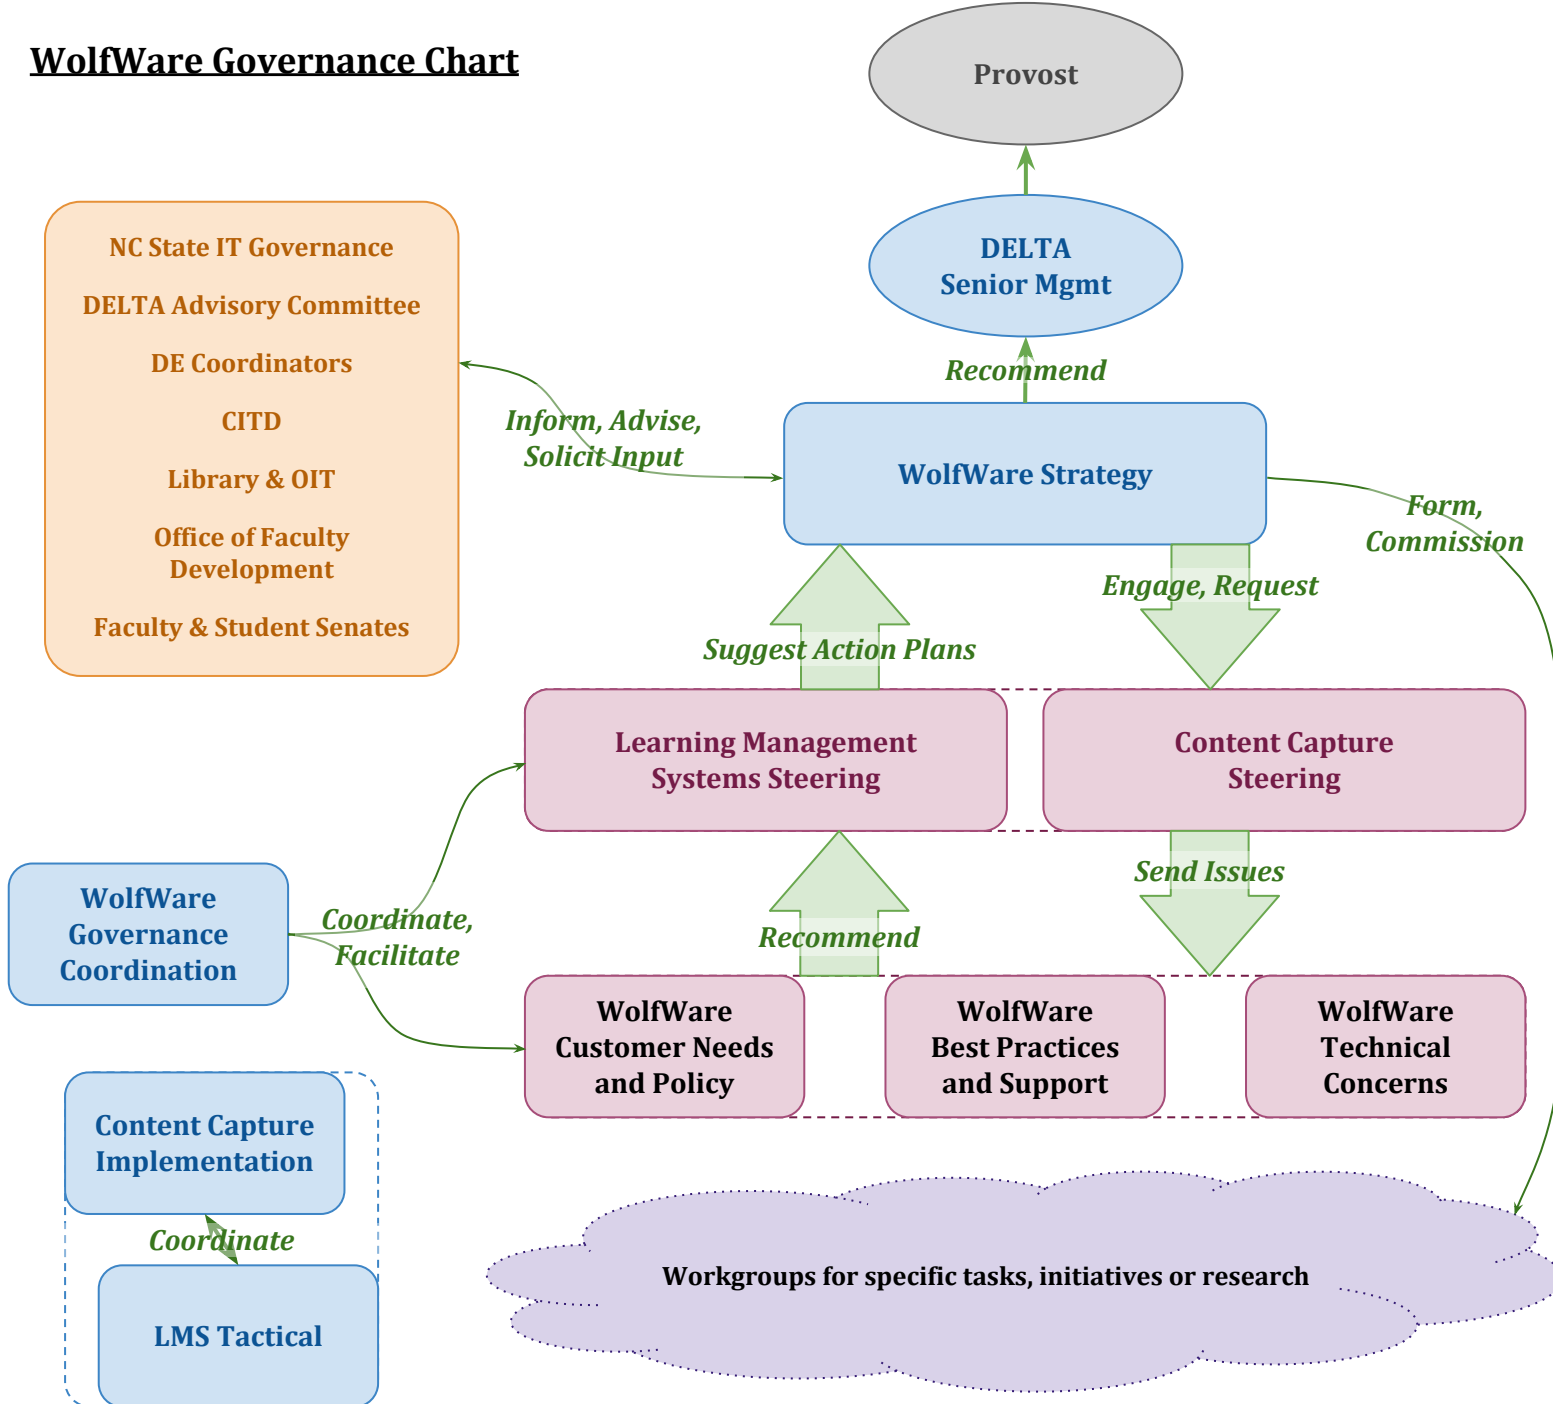 WolfWare Governance Chart
Provost
DELTA
Senior Mgmt
Recommend
NC State IT Governance
DELTA Advisory Committee
DE Coordinators
CITD
Library & OIT
Office of Faculty
Development
Faculty & Student Senates
Inform, Advise,
Solicit Input
WolfWare Strategy
Form,
Commission
Engage, Request
Suggest Action Plans
Learning Management
Systems Steering
Content Capture
Steering
Send Issues
Recommend
WolfWare
Governance
Coordination
Coordinate,
Facilitate
WolfWare
Customer Needs
and Policy
WolfWare
Best Practices
and Support
WolfWare
Technical
Concerns
Content Capture
Implementation
Coordinate
LMS Tactical
Workgroups for specific tasks, initiatives or research